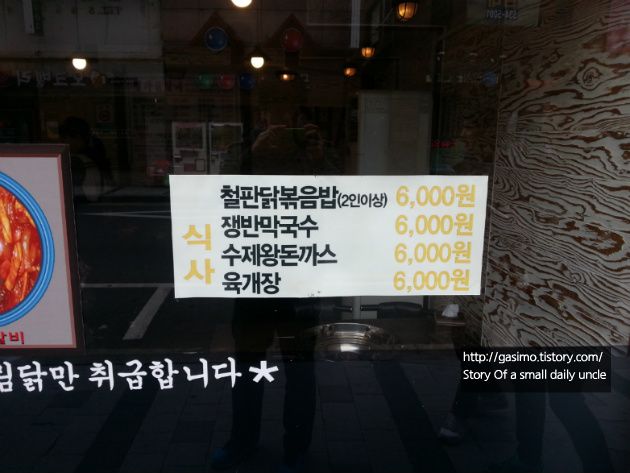 철판닭볶음밥(2인이상) 6,000원
쟁반막국수 6,000원
수제왕돈까스 6,000원
육개장 6,000원
식사
갈비
림닭만 취급합니다★
http://gasimo.tistory.com/
Story Of a small daily uncle